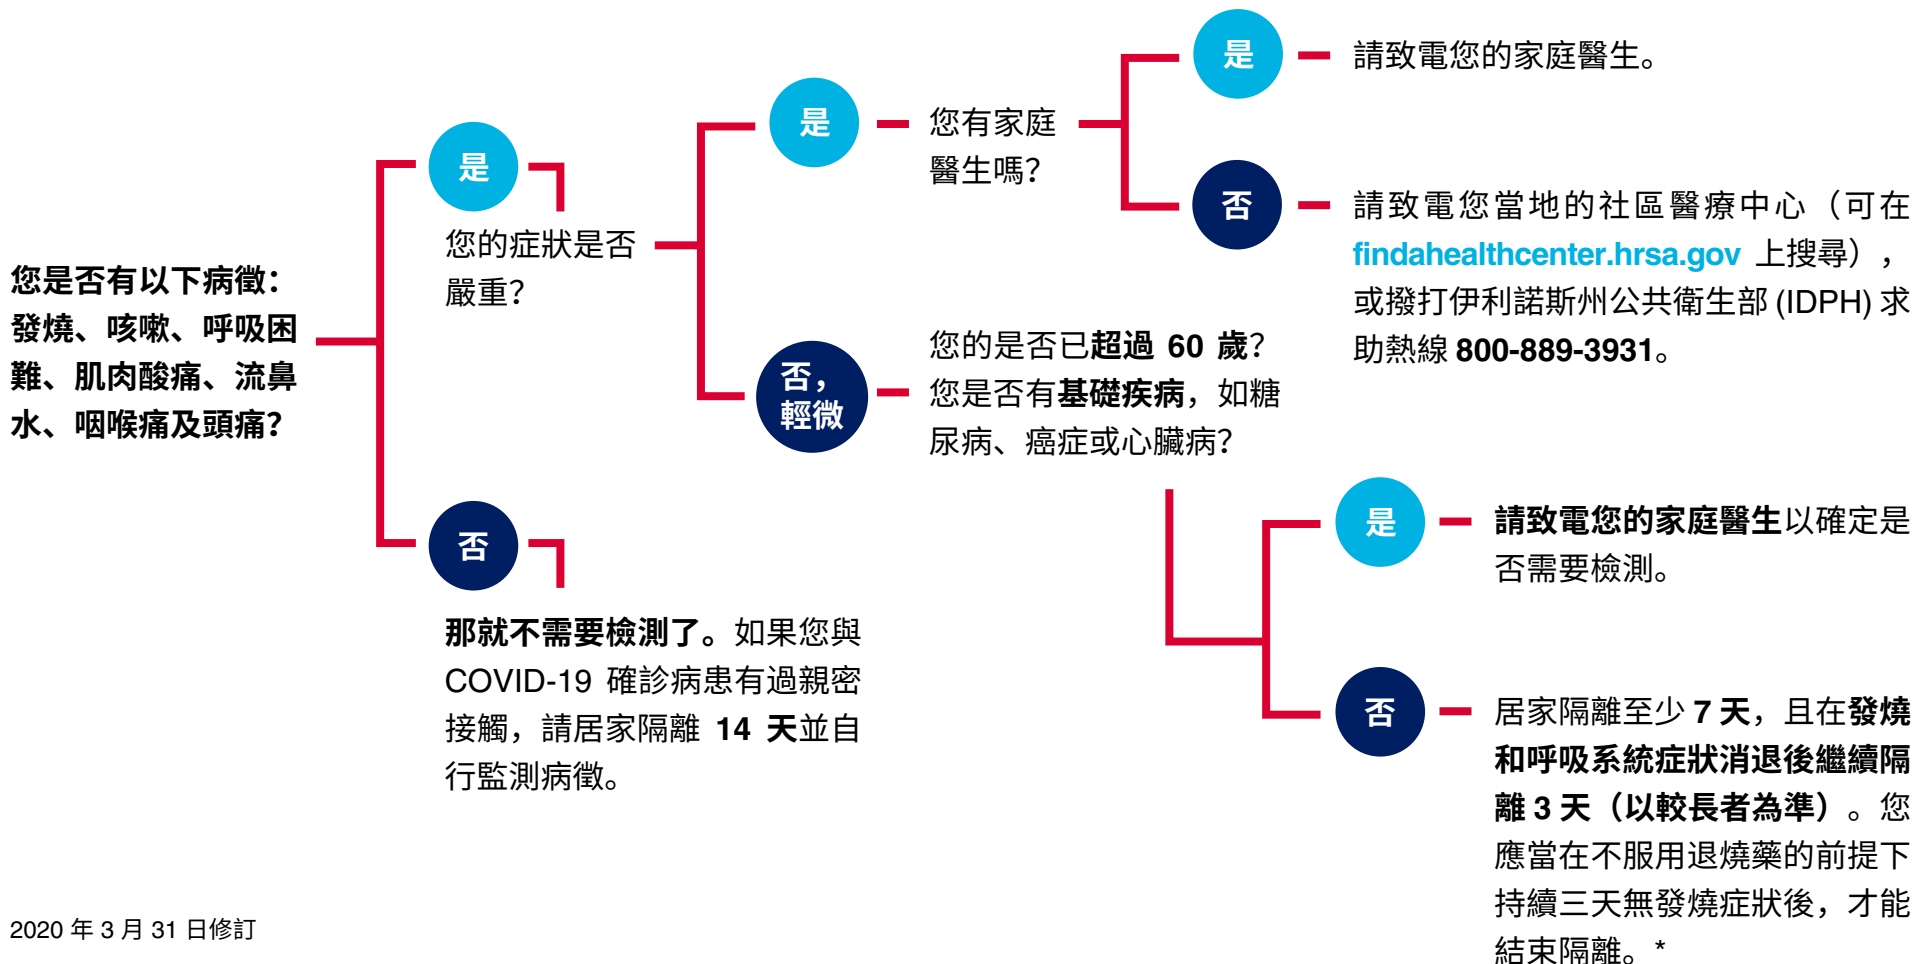 您是否有以下病徵：
發燒、咳嗽、呼吸困
難、肌肉酸痛、流鼻
水、咽喉痛及頭痛？
是
您的症狀是否
嚴重？
是
您有家庭
醫生嗎？
是
請致電您的家庭醫生。
否
請致電您當地的社區醫療中心（可在
findahealthcenter.hrsa.gov 上搜尋），
或撥打伊利諾斯州公共衛生部 (IDPH) 求
助熱線 800-889-3931。
否，
輕微
您的是否已超過 60 歲？
您是否有基礎疾病，如糖
尿病、癌症或心臟病？
是
請致電您的家庭醫生以確定是
否需要檢測。
否
居家隔離至少 7 天，且在發燒
和呼吸系統症狀消退後繼續隔
離 3 天（以較長者為準）。您
應當在不服用退燒藥的前提下
持續三天無發燒症狀後，才能
結束隔離。*
否
那就不需要檢測了。如果您與
COVID-19 確診病患有過親密
接觸，請居家隔離 14 天並自
行監測病徵。
2020 年 3 月 31 日修訂